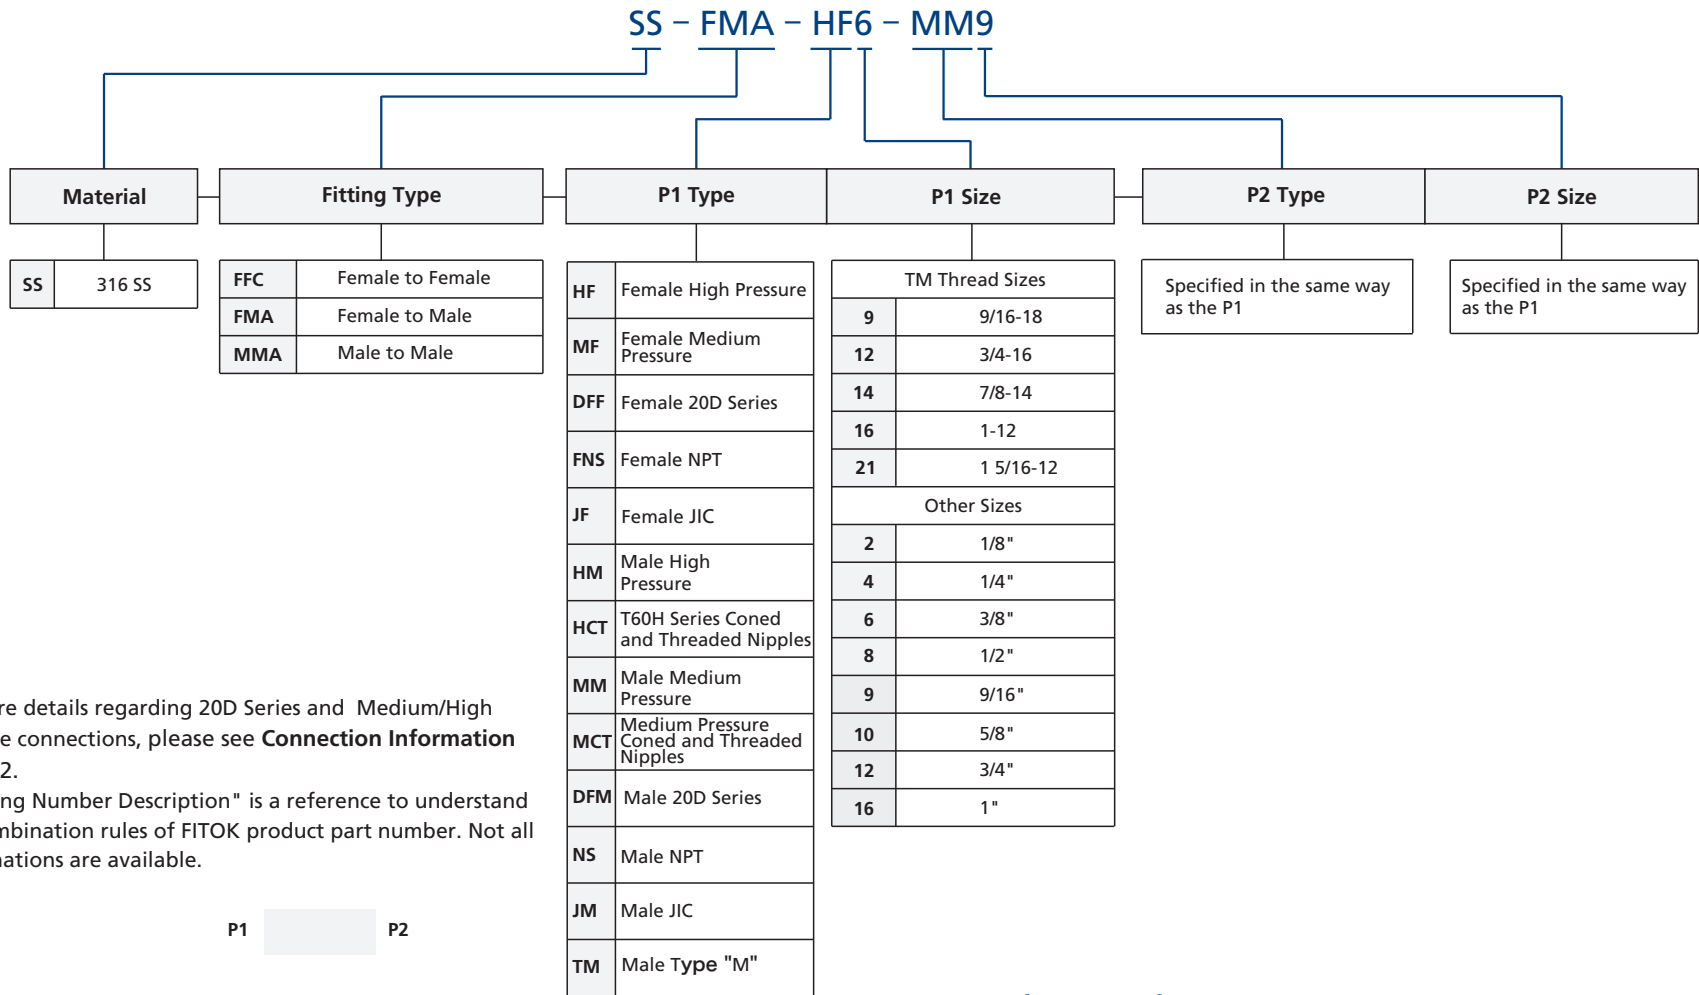 SS – FMA – HF6 – MM9
Material
Fitting Type
P1 Type
P1 Size
P2 Type
P2 Size
SS 316 SS
FFC Female to Female
FMA Female to Male
MMA Male to Male
HF Female High Pressure
MF Female Medium
Pressure
DFF Female 20D Series
FNS Female NPT
JF Female JIC
HM Male High
Pressure
HCT T60H Series Coned
and Threaded Nipples
MM Male Medium
Pressure
MCT Medium Pressure
Coned and Threaded
Nipples
DFM Male 20D Series
NS Male NPT
JM Male JIC
TM Male Type "M"
TM Thread Sizes
9 9/16-18
12 3/4-16
14 7/8-14
16 1-12
21 1 5/16-12
Other Sizes
2 1/8"
4 1/4"
6 3/8"
8 1/2"
9 9/16"
10 5/8"
12 3/4"
16 1"
Specified in the same way
as the P1
Specified in the same way
as the P1
re details regarding 20D Series and Medium/High
e connections, please see Connection Information
2.
ng Number Description" is a reference to understand
mbination rules of FITOK product part number. Not all
nations are available.
P1 P2